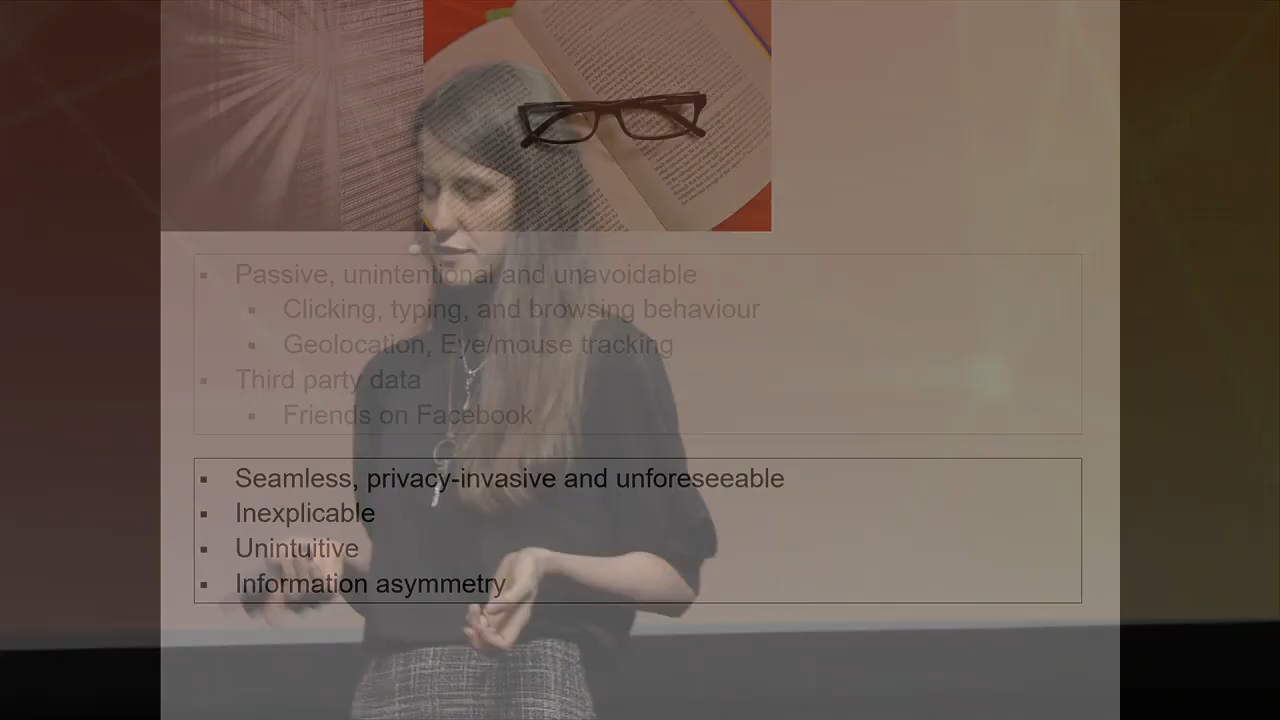 Passive, unintentional and unavoidable
Clicking, typing, and browsing behaviour
Geolocation, Eye/mouse tracking
Third party data
Friends on Facebook
Seamless, privacy-invasive and unforeseeable
Inexplicable
Unintuitive
Information asymmetry